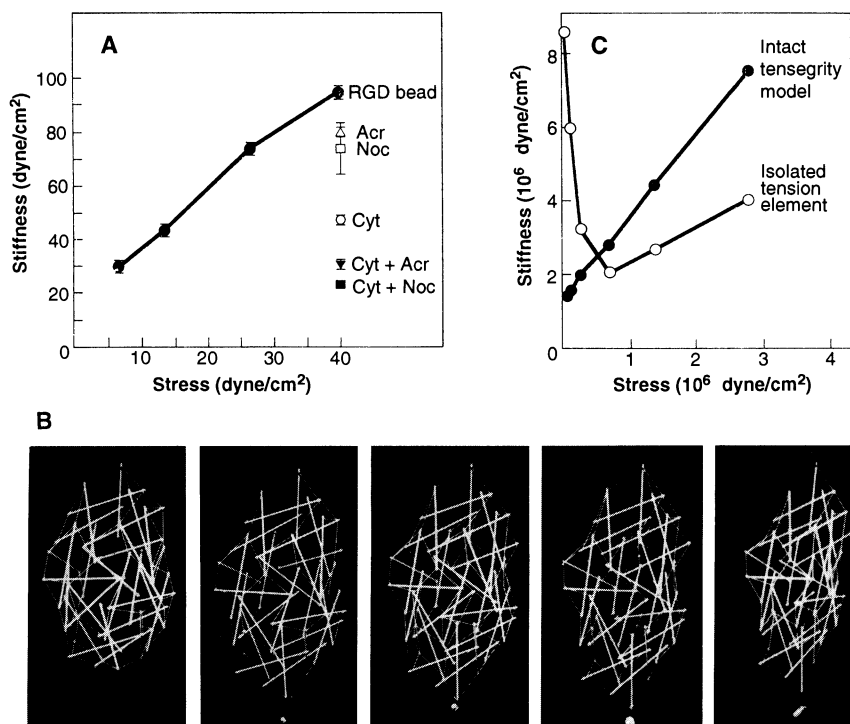 A
Stiffness (dyne/cm²)
100
80
60
40
20
0
10
20
30
40
Stress (dyne/cm²)
RGD bead
Acr
Noc
Cyt
Cyt + Acr
Cyt + Noc
C
Stiffness (10⁶ dyne/cm²)
8
6
4
2
0
0
1
2
3
4
Stress (10⁶ dyne/cm²)
Intact
tensegrity
model
Isolated
tension
element
B